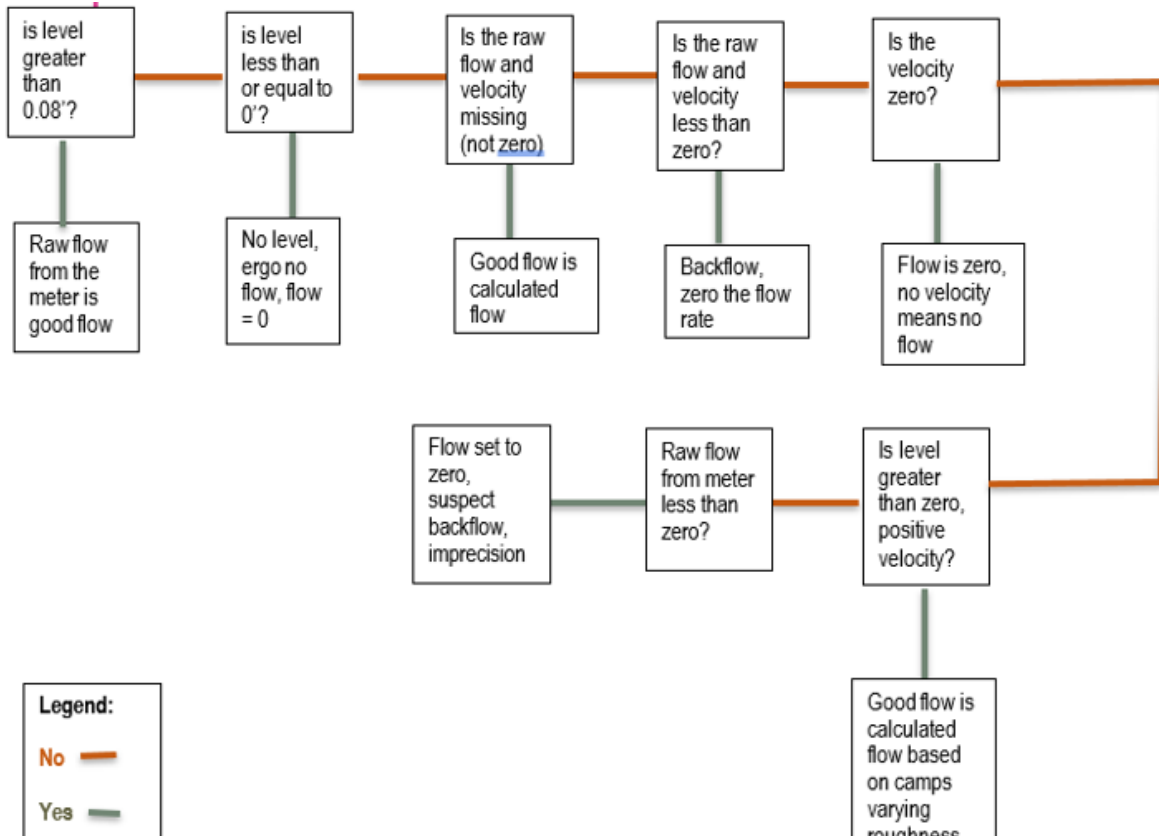 is level
greater
than
0.08'?
is level
less than
or equal to
0'?
Is the raw
flow and
velocity
missing
(not zero)
Is the raw
flow and
velocity
less than
zero?
Is the
velocity
zero?
Raw flow
from the
meter is
good flow
No level,
ergo no
flow, flow
= 0
Good flow is
calculated
flow
Backflow,
zero the flow
rate
Flow is zero,
no velocity
means no
flow
Flow set to
zero,
suspect
backflow,
imprecision
Raw flow
from meter
less than
zero?
Is level
greater
than zero,
positive
velocity?
Good flow is
calculated
flow based
on camps
varying
roughness
Legend:
No
Yes